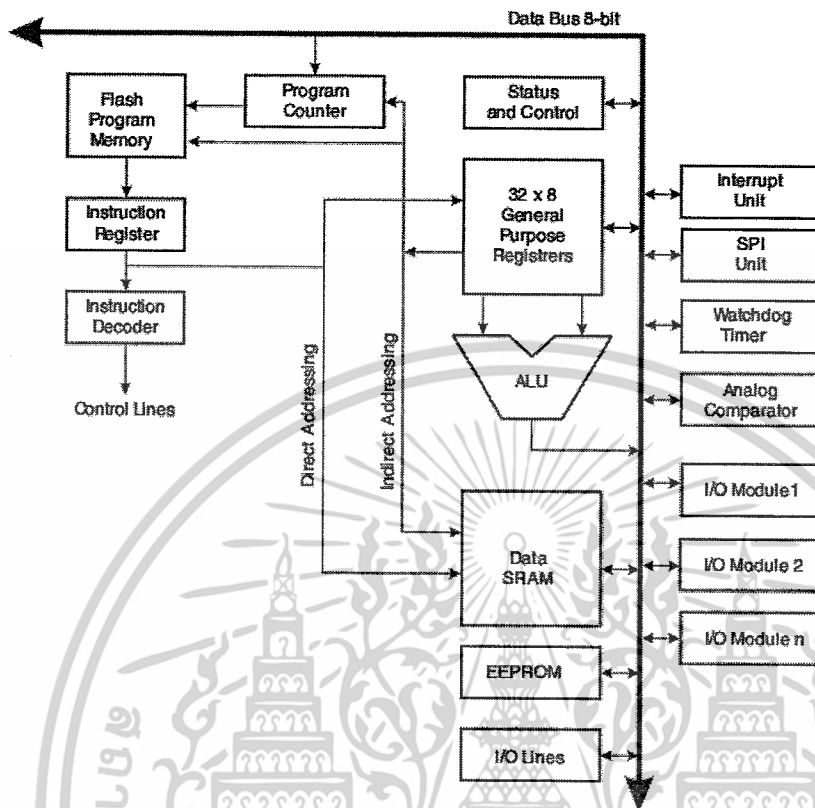 Data Bus 8-bit
Flash
Program
Memory
Program
Counter
Status
and Control
Instruction
Register
32 x 8
General
Purpose
Registrers
Interrupt
Unit
SPI
Unit
Instruction
Decoder
Watchdog
Timer
Control Lines
Direct Addressing
Indirect Addressing
ALU
Analog
Comparator
I/O Module1
Data
SRAM
I/O Module 2
I/O Module n
EEPROM
I/O Lines